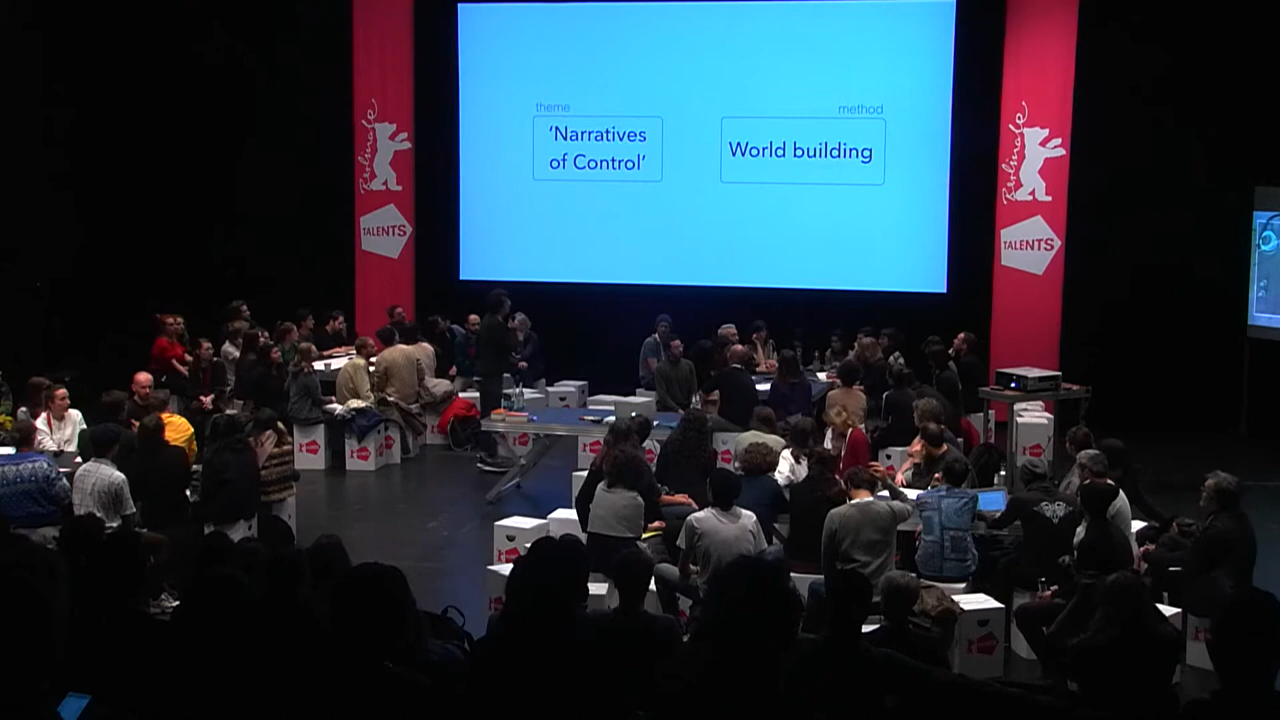 theme
'Narratives
of Control'
method
World building
Berlinale
TALENTS
Berlinale
TALENTS